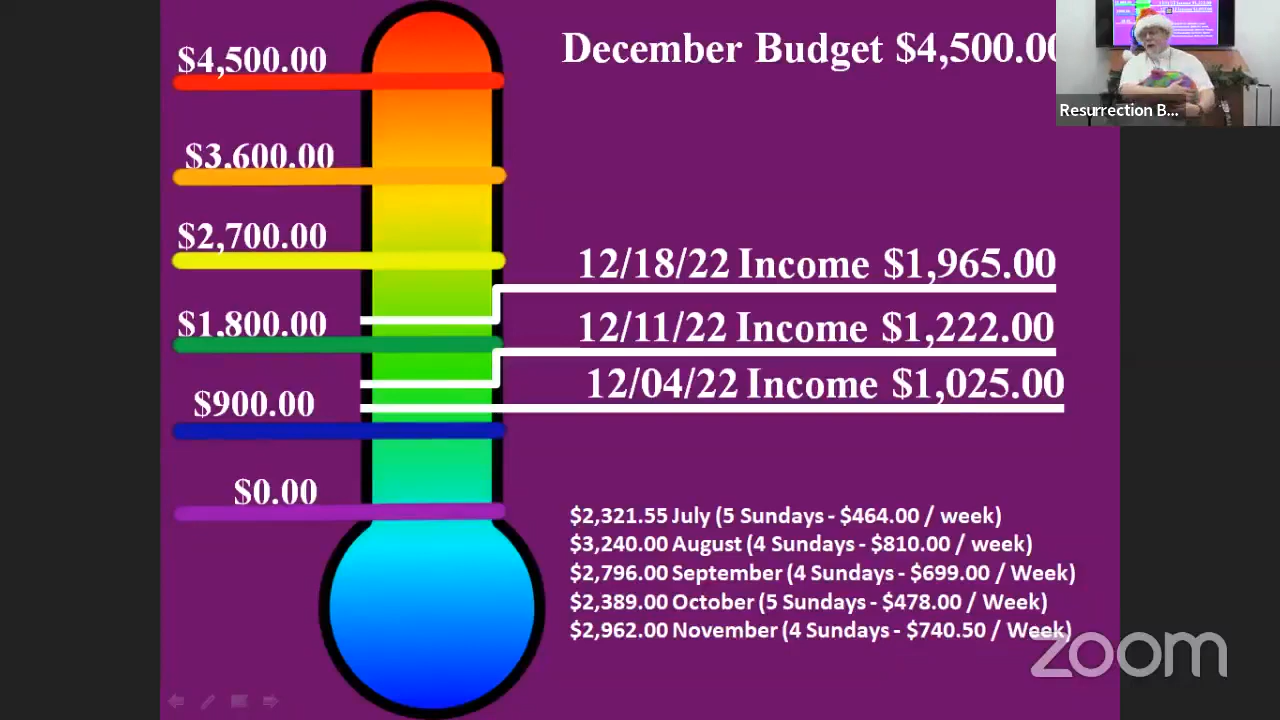 $4,500.00
December Budget $4,500.00
Resurrection B...
$3,600.00
$2,700.00
12/18/22 Income $1,965.00
$1,800.00
12/11/22 Income $1,222.00
12/04/22 Income $1,025.00
$900.00
$0.00
$2,321.55 July (5 Sundays - $464.00 / week)
$3,240.00 August (4 Sundays - $810.00 / week)
$2,796.00 September (4 Sundays - $699.00 / Week)
$2,389.00 October (5 Sundays - $478.00 / Week)
$2,962.00 November (4 Sundays - $740.50 / Week)
zoom